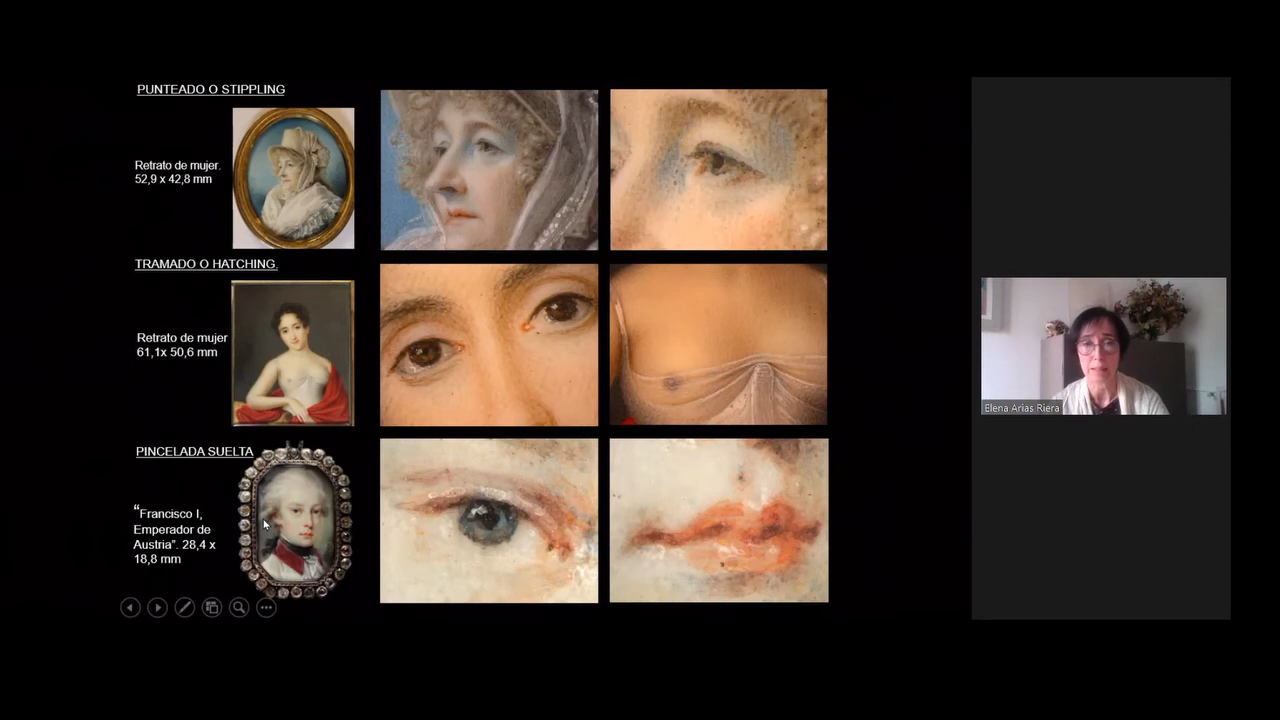 PUNTEADO O STIPPLING
Retrato de mujer.
52,9 x 42,8 mm
TRAMADO O HATCHING.
Retrato de mujer
61,1x 50,6 mm
PINCELADA SUELTA
“Francisco I,
Emperador de
Austria”. 28,4 x
18,8 mm
Elena Arias Riera